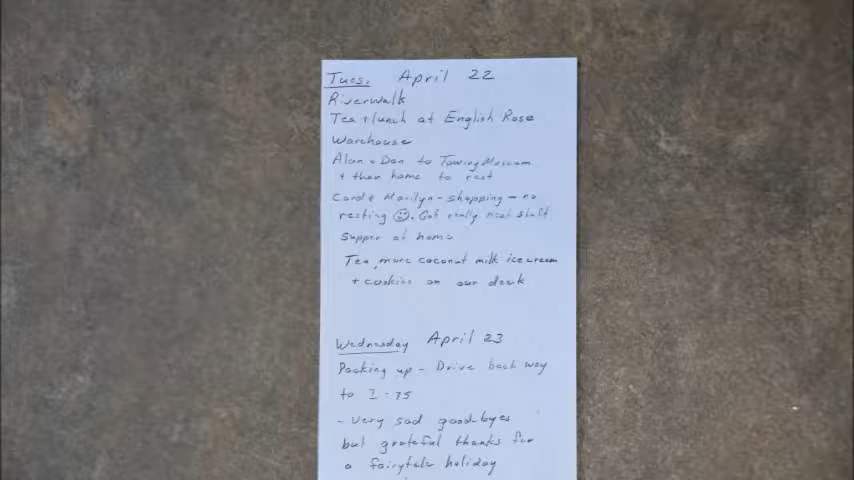 Tues. April 22
Riverwalk
Tea + lunch at English Rose
Warehouse
Alan + Dan to Towing Museum
+ then home to rest
Carol + Marilyn - shopping - no
resting ☺. Got really neat stuff
Supper at home
Tea, more coconut milk ice cream
+ cookies on our deck
Wednesday April 23
Packing up - Drive back way
to I-75
- Very sad goodbyes
but grateful thanks for
a fairytale holiday